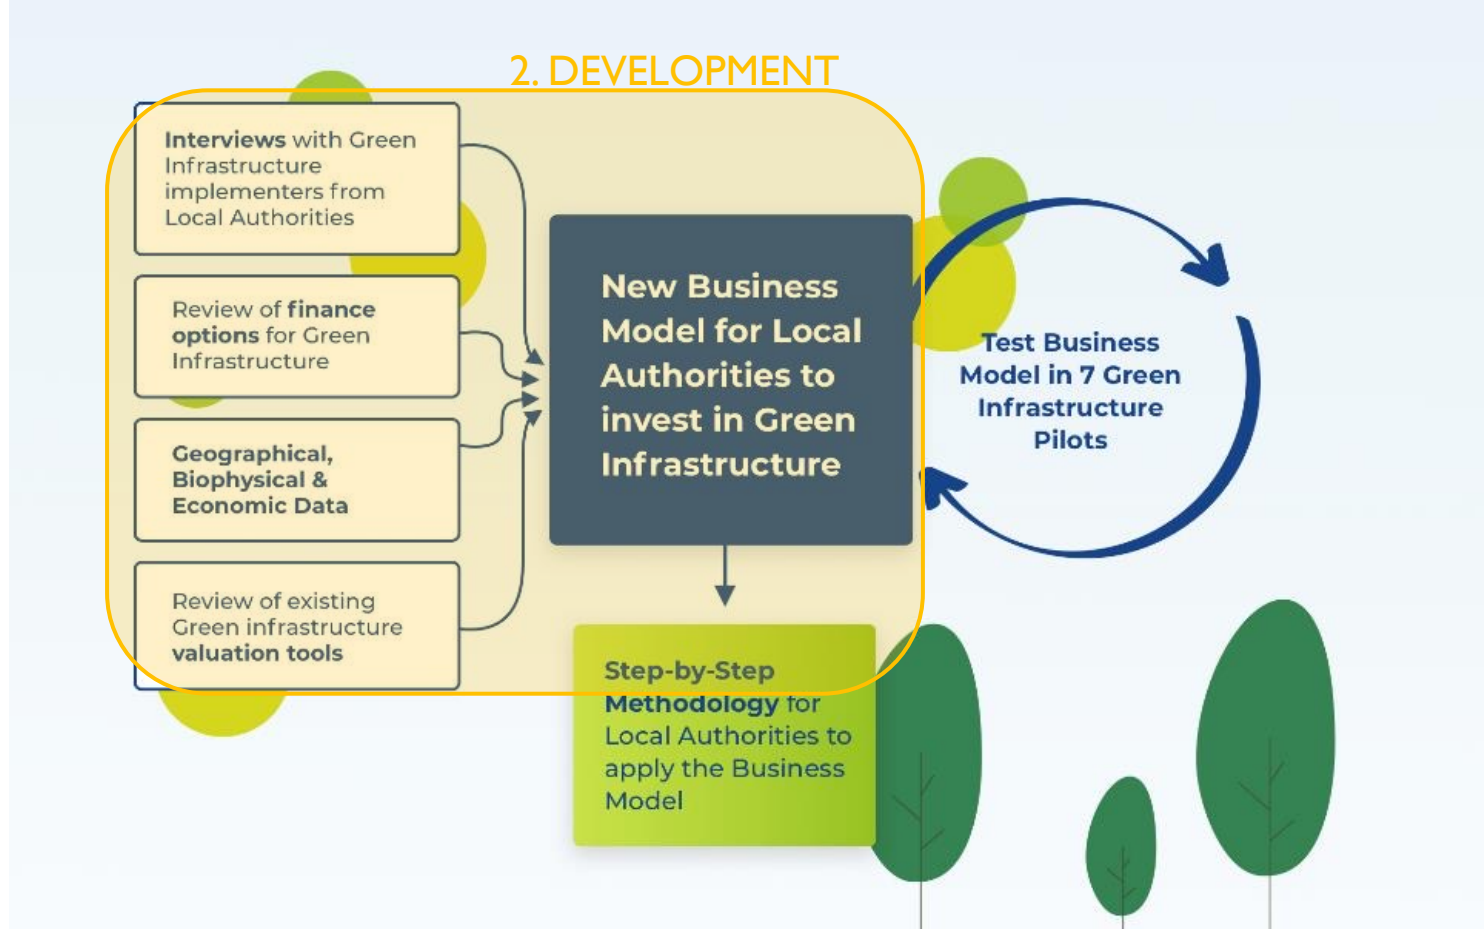 2. DEVELOPMENT
Interviews with Green
Infrastructure
implementers from
Local Authorities
Review of finance
options for Green
Infrastructure
Geographical,
Biophysical &
Economic Data
Review of existing
Green infrastructure
valuation tools
New Business
Model for Local
Authorities to
invest in Green
Infrastructure
Test Business
Model in 7 Green
Infrastructure
Pilots
Step-by-Step
Methodology for
Local Authorities to
apply the Business
Model